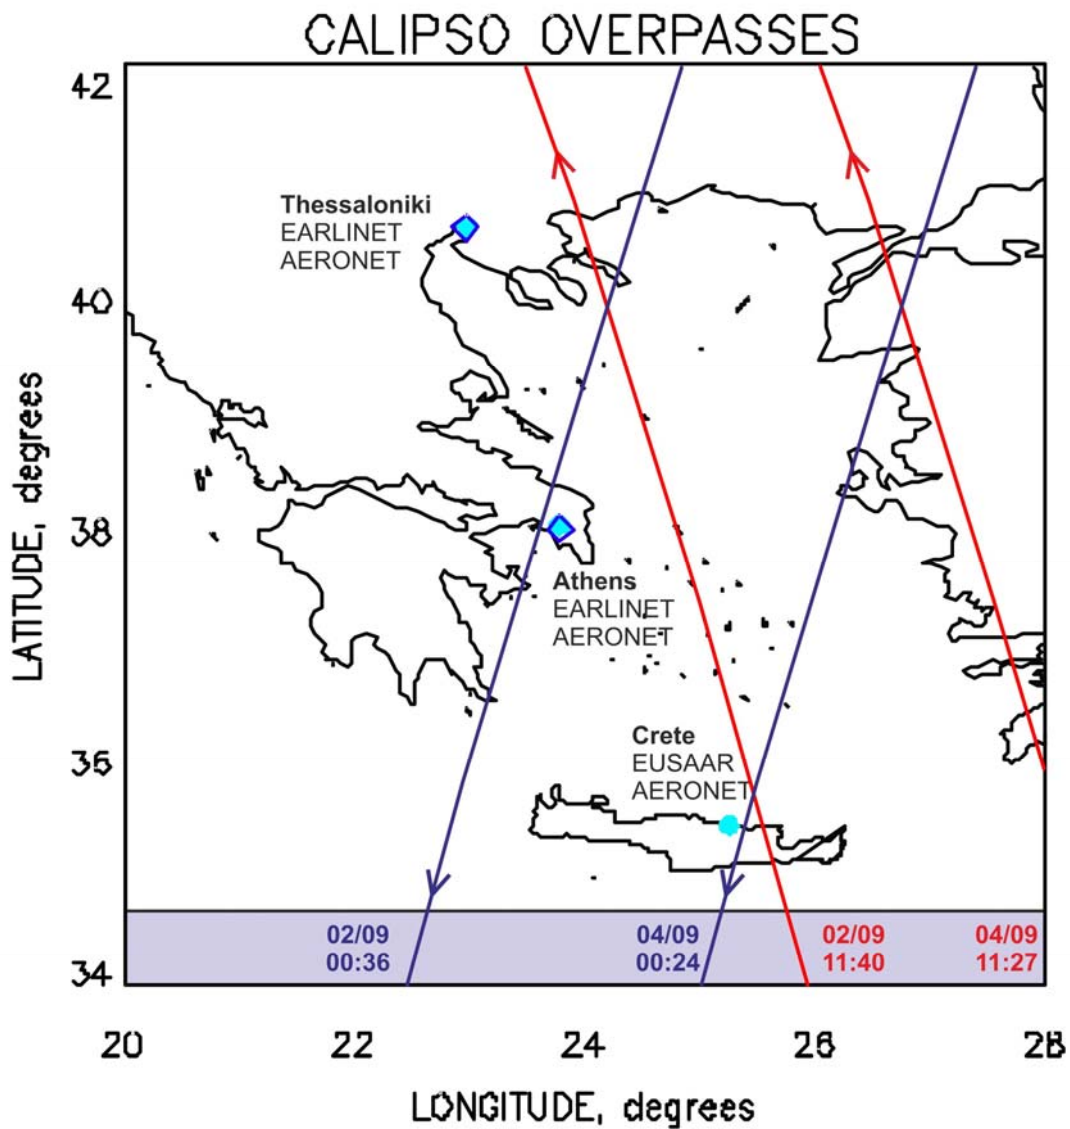 CALIPSO OVERPASSES
42
Thessaloniki
EARLINET
AERONET
40
LATITUDE, degrees
38
Athens
EARLINET
AERONET
36
Crete
EUSAAR
AERONET
02/09
00:36
04/09
00:24
02/09
11:40
04/09
11:27
34
20 22 24 26 28
LONGITUDE, degrees